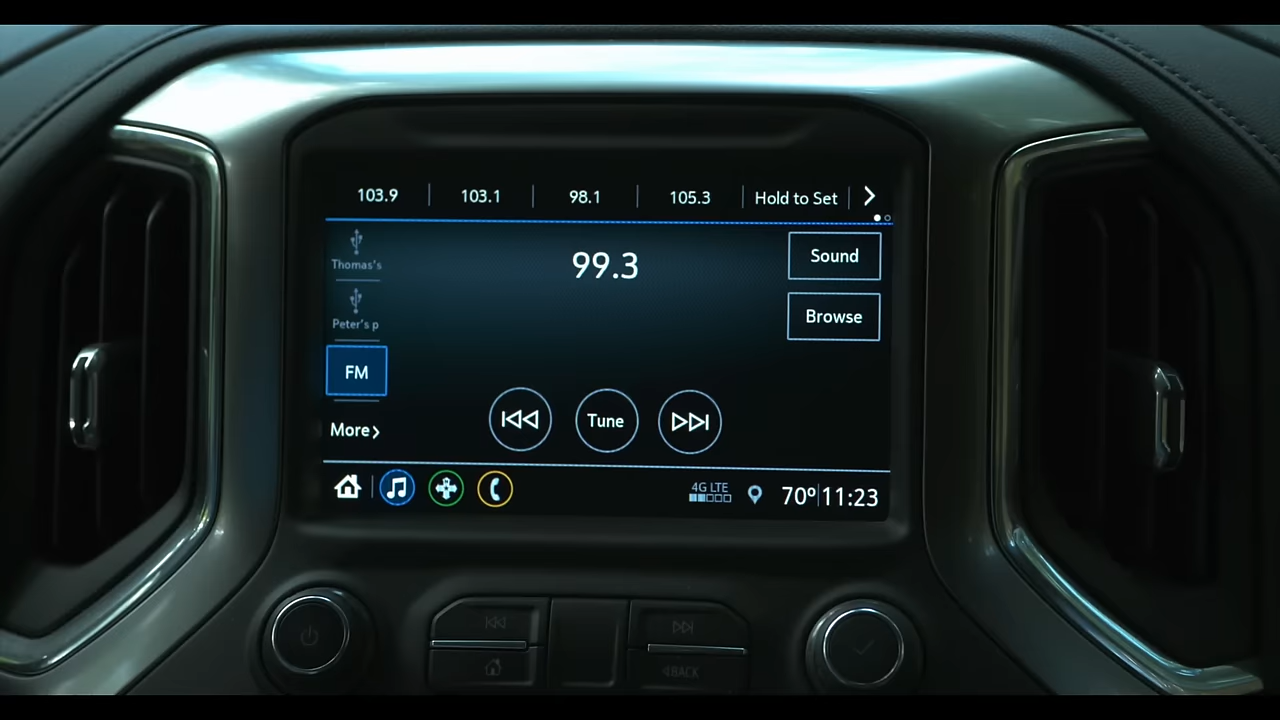 103.9 103.1 98.1 105.3 Hold to Set
Thomas's
99.3
Sound
Peter's p
Browse
FM
Tune
More
4G LTE
70° 11:23
BACK